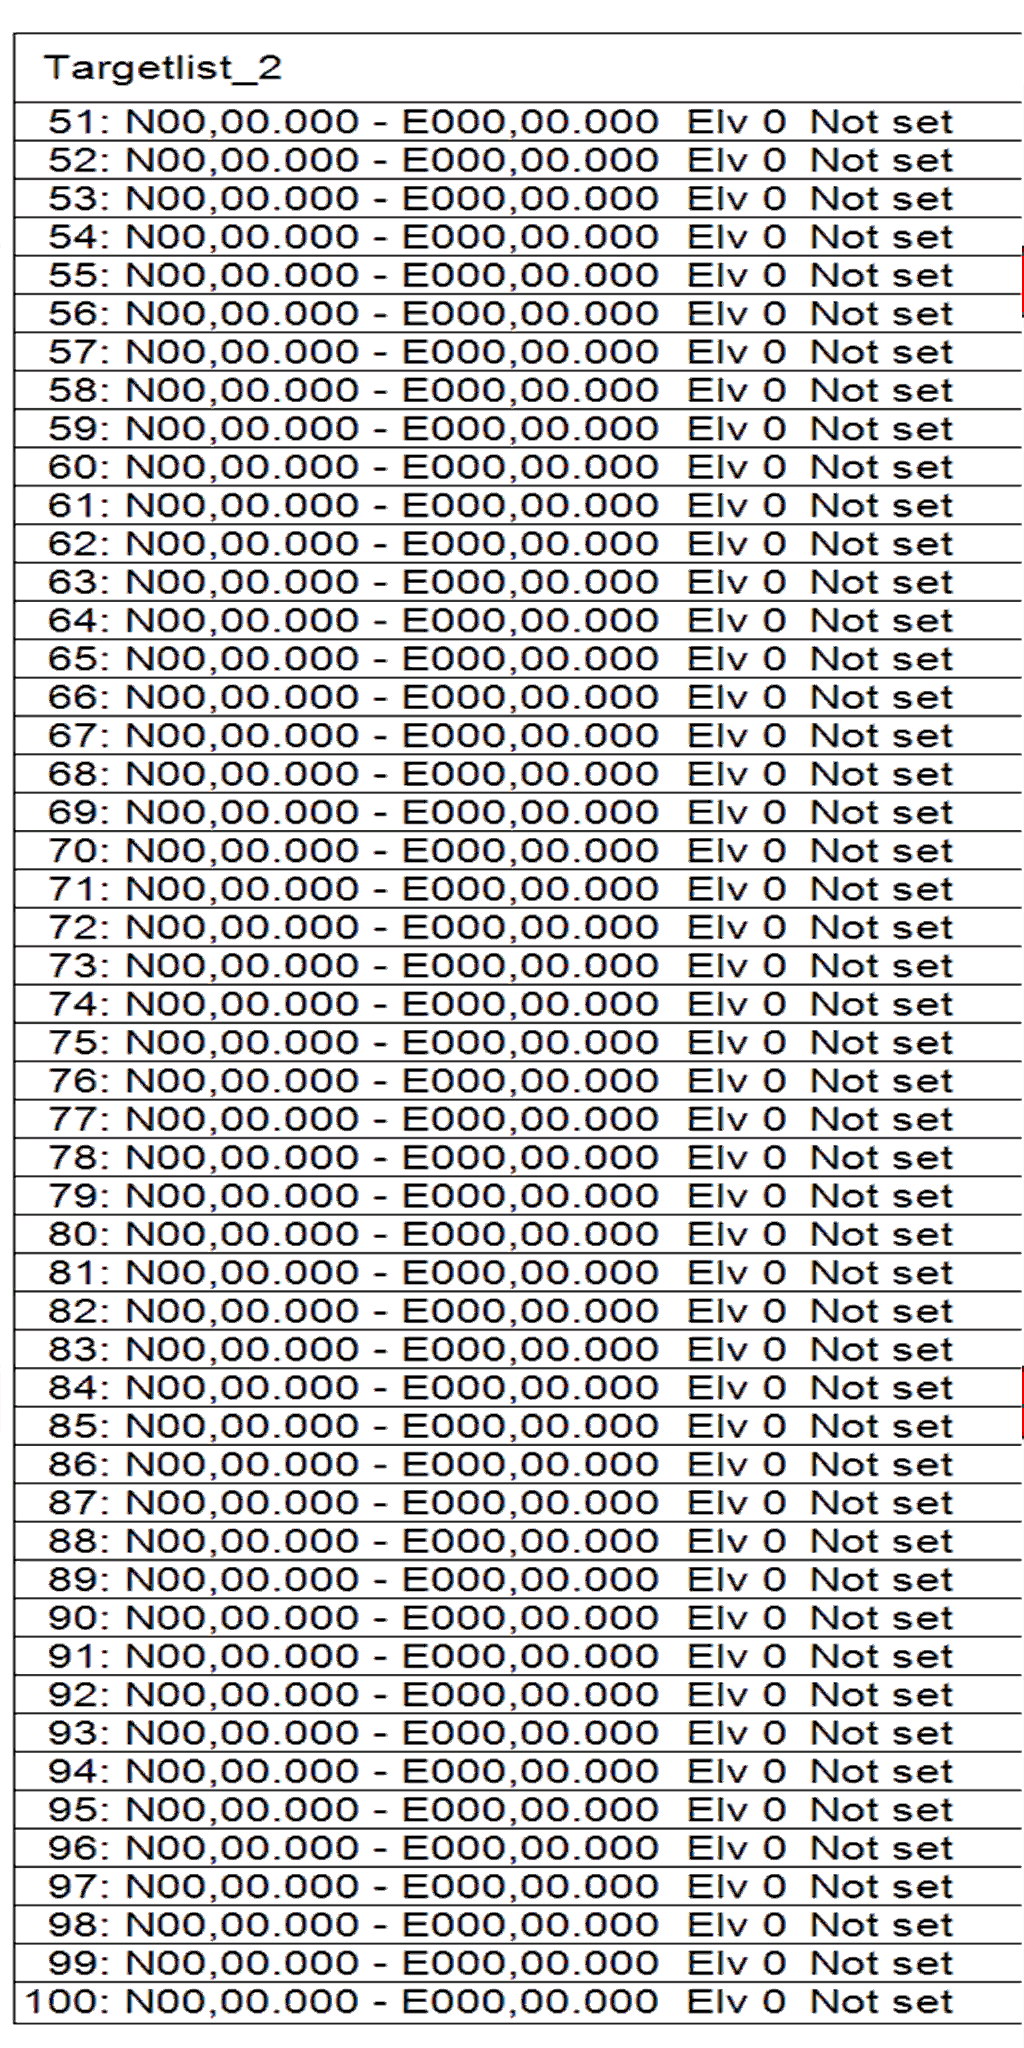 Targetlist_2
51: N00,00.000 - E000,00.000 Elv 0 Not set
52: N00,00.000 - E000,00.000 Elv 0 Not set
53: N00,00.000 - E000,00.000 Elv 0 Not set
54: N00,00.000 - E000,00.000 Elv 0 Not set
55: N00,00.000 - E000,00.000 Elv 0 Not set
56: N00,00.000 - E000,00.000 Elv 0 Not set
57: N00,00.000 - E000,00.000 Elv 0 Not set
58: N00,00.000 - E000,00.000 Elv 0 Not set
59: N00,00.000 - E000,00.000 Elv 0 Not set
60: N00,00.000 - E000,00.000 Elv 0 Not set
61: N00,00.000 - E000,00.000 Elv 0 Not set
62: N00,00.000 - E000,00.000 Elv 0 Not set
63: N00,00.000 - E000,00.000 Elv 0 Not set
64: N00,00.000 - E000,00.000 Elv 0 Not set
65: N00,00.000 - E000,00.000 Elv 0 Not set
66: N00,00.000 - E000,00.000 Elv 0 Not set
67: N00,00.000 - E000,00.000 Elv 0 Not set
68: N00,00.000 - E000,00.000 Elv 0 Not set
69: N00,00.000 - E000,00.000 Elv 0 Not set
70: N00,00.000 - E000,00.000 Elv 0 Not set
71: N00,00.000 - E000,00.000 Elv 0 Not set
72: N00,00.000 - E000,00.000 Elv 0 Not set
73: N00,00.000 - E000,00.000 Elv 0 Not set
74: N00,00.000 - E000,00.000 Elv 0 Not set
75: N00,00.000 - E000,00.000 Elv 0 Not set
76: N00,00.000 - E000,00.000 Elv 0 Not set
77: N00,00.000 - E000,00.000 Elv 0 Not set
78: N00,00.000 - E000,00.000 Elv 0 Not set
79: N00,00.000 - E000,00.000 Elv 0 Not set
80: N00,00.000 - E000,00.000 Elv 0 Not set
81: N00,00.000 - E000,00.000 Elv 0 Not set
82: N00,00.000 - E000,00.000 Elv 0 Not set
83: N00,00.000 - E000,00.000 Elv 0 Not set
84: N00,00.000 - E000,00.000 Elv 0 Not set
85: N00,00.000 - E000,00.000 Elv 0 Not set
86: N00,00.000 - E000,00.000 Elv 0 Not set
87: N00,00.000 - E000,00.000 Elv 0 Not set
88: N00,00.000 - E000,00.000 Elv 0 Not set
89: N00,00.000 - E000,00.000 Elv 0 Not set
90: N00,00.000 - E000,00.000 Elv 0 Not set
91: N00,00.000 - E000,00.000 Elv 0 Not set
92: N00,00.000 - E000,00.000 Elv 0 Not set
93: N00,00.000 - E000,00.000 Elv 0 Not set
94: N00,00.000 - E000,00.000 Elv 0 Not set
95: N00,00.000 - E000,00.000 Elv 0 Not set
96: N00,00.000 - E000,00.000 Elv 0 Not set
97: N00,00.000 - E000,00.000 Elv 0 Not set
98: N00,00.000 - E000,00.000 Elv 0 Not set
99: N00,00.000 - E000,00.000 Elv 0 Not set
100: N00,00.000 - E000,00.000 Elv 0 Not set